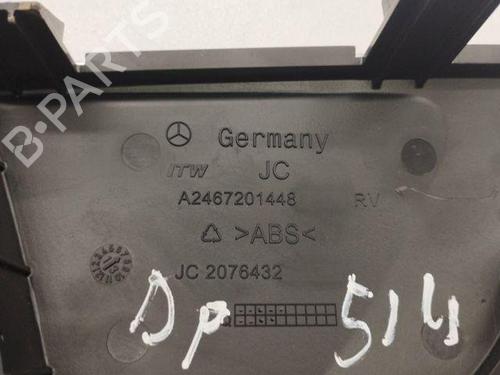 B-PARTS
Germany
ITW JC
A2467201448 RV
>ABS<
JC 2076432
DP 514